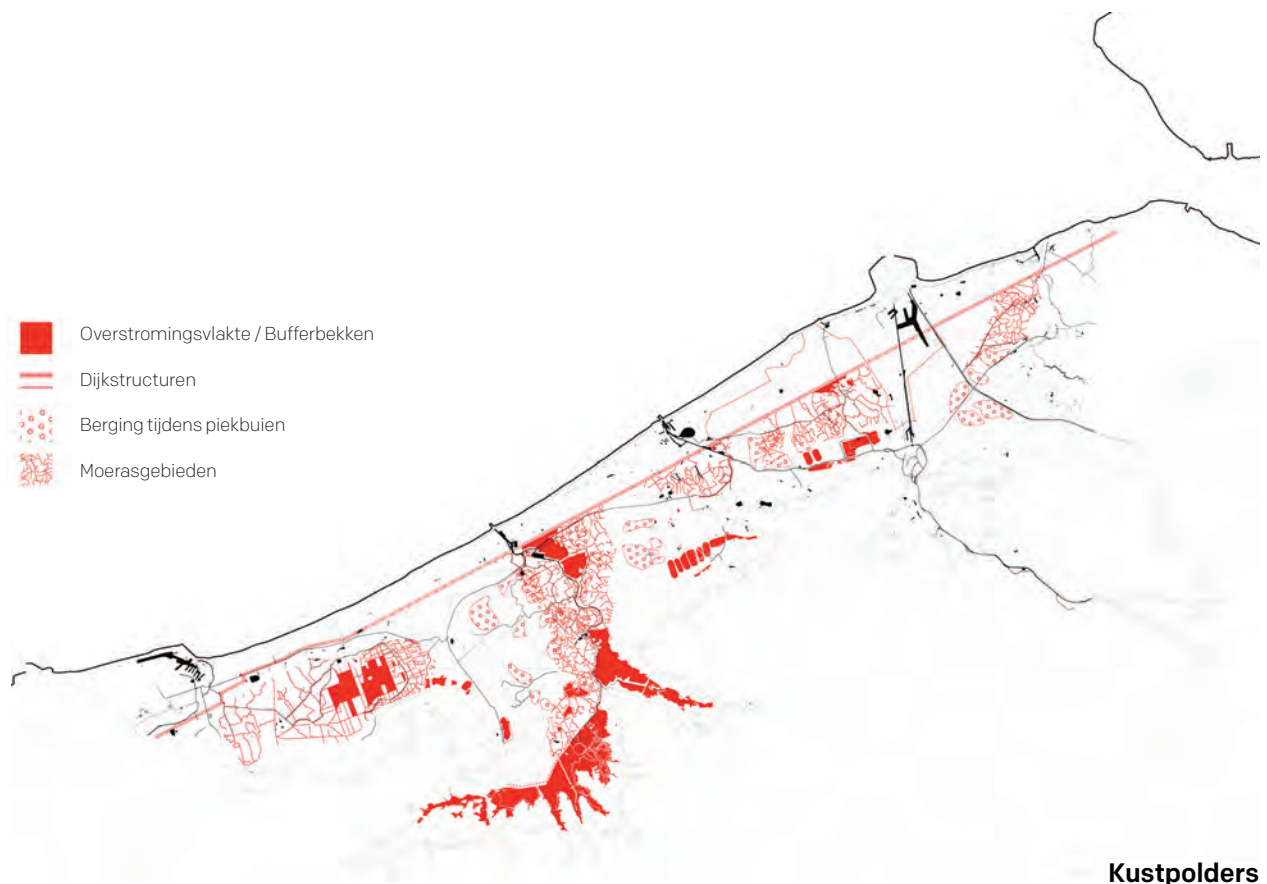 Overstromingsvlakte / Bufferbekken
Dijkstructuren
Berging tijdens piekbuien
Moerasgebieden
Kustpolders